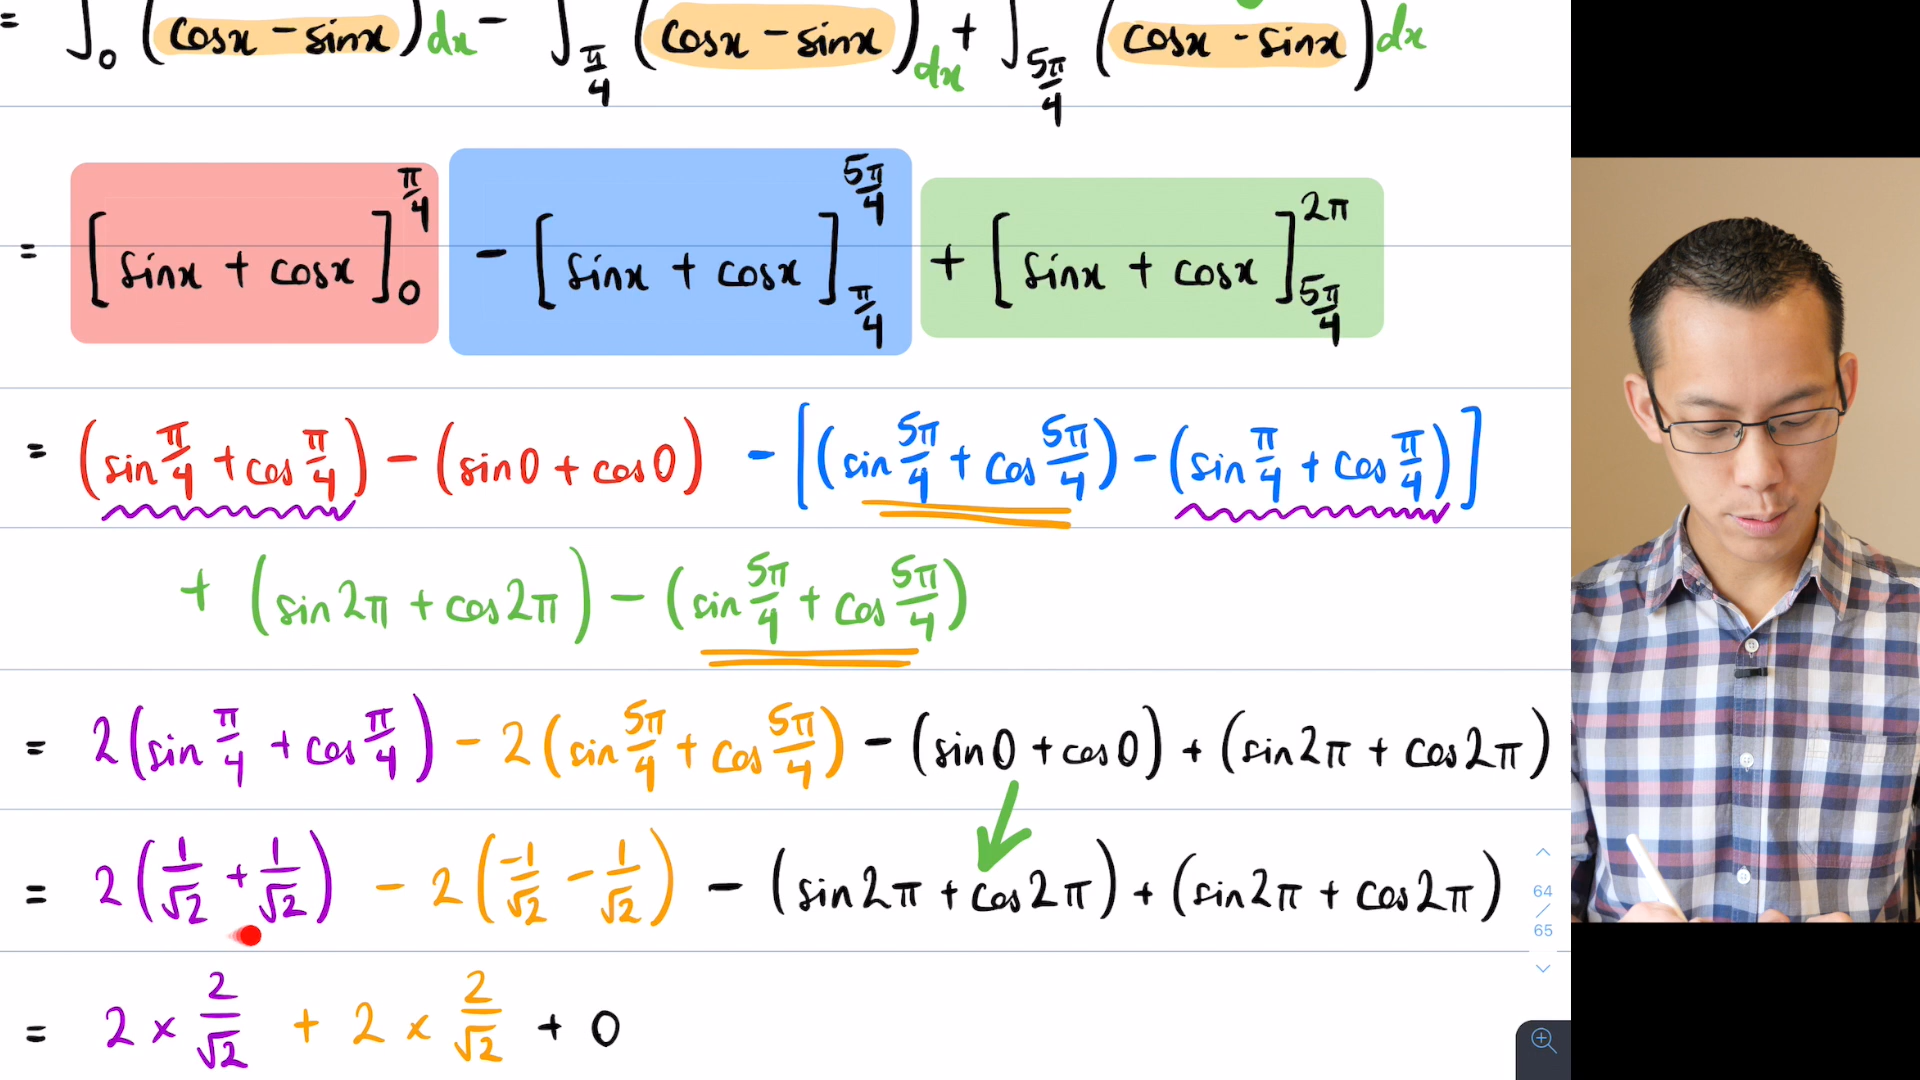 = ∫₀ (cosx − sinx) dx − ∫_{π/4} (cosx − sinx) dx + ∫_{5π/4} (cosx − sinx) dx
= [sinx + cosx]₀^{π/4} − [sinx + cosx]_{π/4}^{5π/4} + [sinx + cosx]_{5π/4}^{2π}
= (sin π/4 + cos π/4) − (sin0 + cos0) − [(sin 5π/4 + cos 5π/4) − (sin π/4 + cos π/4)]
+ (sin2π + cos2π) − (sin 5π/4 + cos 5π/4)
= 2(sin π/4 + cos π/4) − 2(sin 5π/4 + cos 5π/4) − (sin0 + cos0) + (sin2π + cos2π)
= 2(1/√2 + 1/√2) − 2(−1/√2 − 1/√2) − (sin2π + cos2π) + (sin2π + cos2π)
= 2 × 2/√2 + 2 × 2/√2 + 0
64
/
65